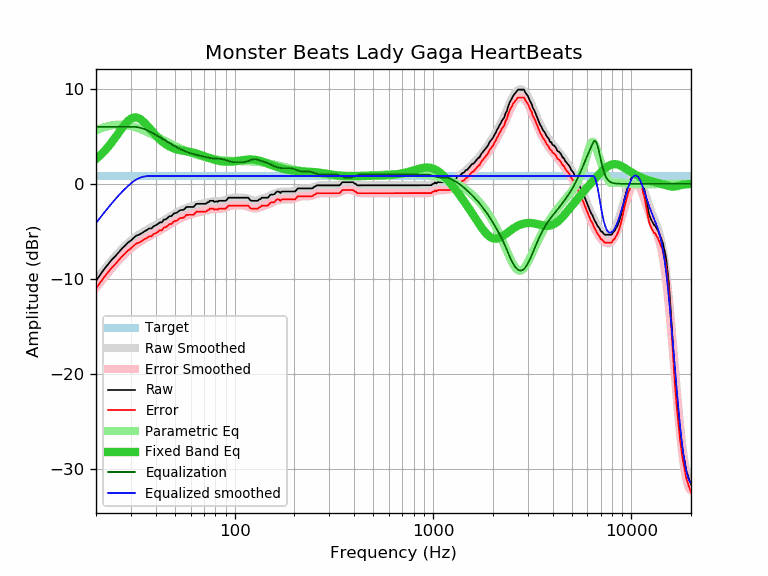 Monster Beats Lady Gaga HeartBeats
10
0
−10
−20
−30
Amplitude (dBr)
Target
Raw Smoothed
Error Smoothed
Raw
Error
Parametric Eq
Fixed Band Eq
Equalization
Equalized smoothed
100 1000 10000
Frequency (Hz)